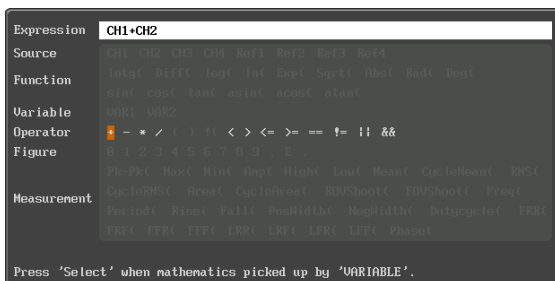 Expression CH1+CH2
Source CH1 CH2 CH3 CH4 Ref1 Ref2 Ref3 Ref4
Function Intg( Diff( log( ln( Exp( Sqrt( Abs( Rad( Deg(
sin( cos( tan( asin( acos( atan(
Variable VAR1 VAR2
Operator + - * / ( ) !( < > <= >= == != || &&
Figure 0 1 2 3 4 5 6 7 8 9 . E ,
Pk-Pk( Max( Min( Amp( High( Low( Mean( CycleMean( RMS(
Measurement CycleRMS( Area( CycleArea( ROVShoot( FOVShoot( Freq(
Period( Rise( Fall( PosWidth( NegWidth( Dutycycle( FRR(
FRF( FFR( FFF( LRR( LRF( LFR( LFF( Phase(
Press 'Select' when mathematics picked up by 'VARIABLE'.